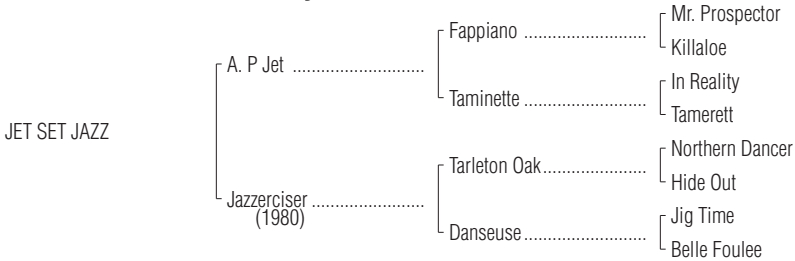 Mr. Prospector
Fappiano ..........................
Killaloe
A. P Jet ............................
In Reality
Taminette ..........................
Tamerett
JET SET JAZZ
Northern Dancer
Tarleton Oak......................
Hide Out
Jazzerciser ........................
(1980)
Jig Time
Danseuse ..........................
Belle Foulee